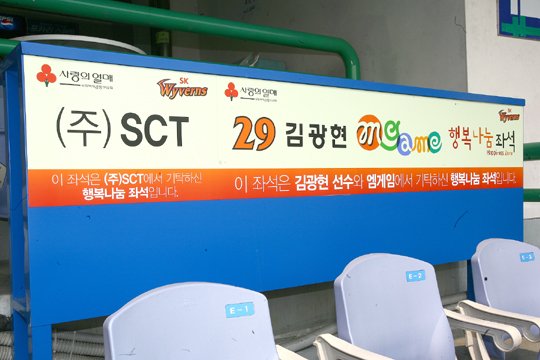 PEPSI
사랑의열매
SK
Wyverns
(주) SCT
이 좌석은 (주)SCT에서 기탁하신
행복나눔 좌석입니다.
사랑의열매
SK
Wyverns
29 김광현 mgame 행복나눔좌석
이 좌석은 김광현 선수와 엠게임에서 기탁하신 행복나눔 좌석입니다.
E-1
E-2
E-3